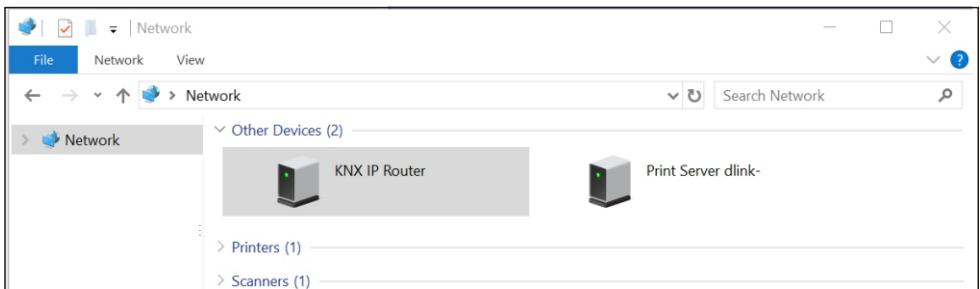 Network
File Network View
Network
Search Network
Network
Other Devices (2)
KNX IP Router
Print Server dlink-
Printers (1)
Scanners (1)